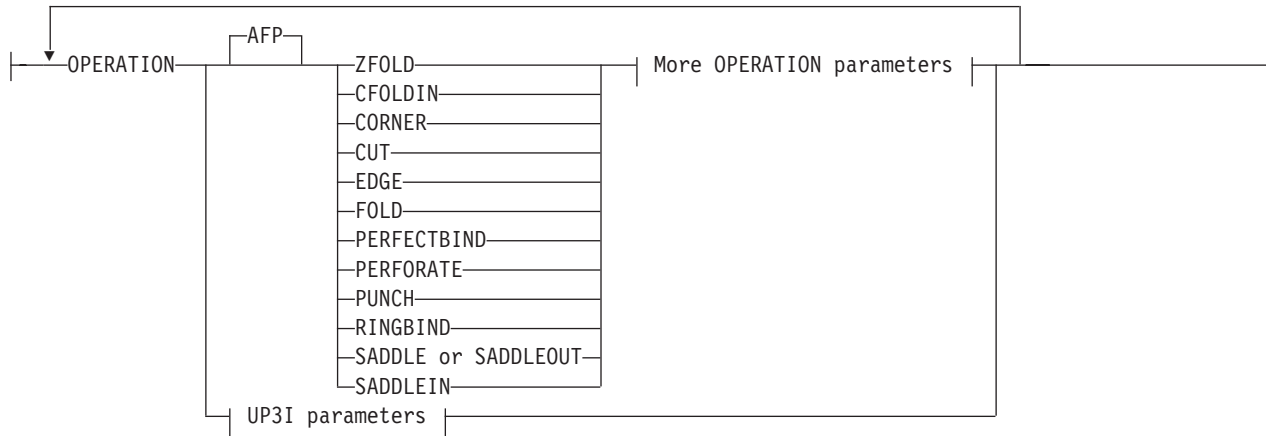 AFP
OPERATION ZFOLD More OPERATION parameters
CFOLDIN
CORNER
CUT
EDGE
FOLD
PERFECTBIND
PERFORATE
PUNCH
RINGBIND
SADDLE or SADDLEOUT
SADDLEIN
UP3I parameters